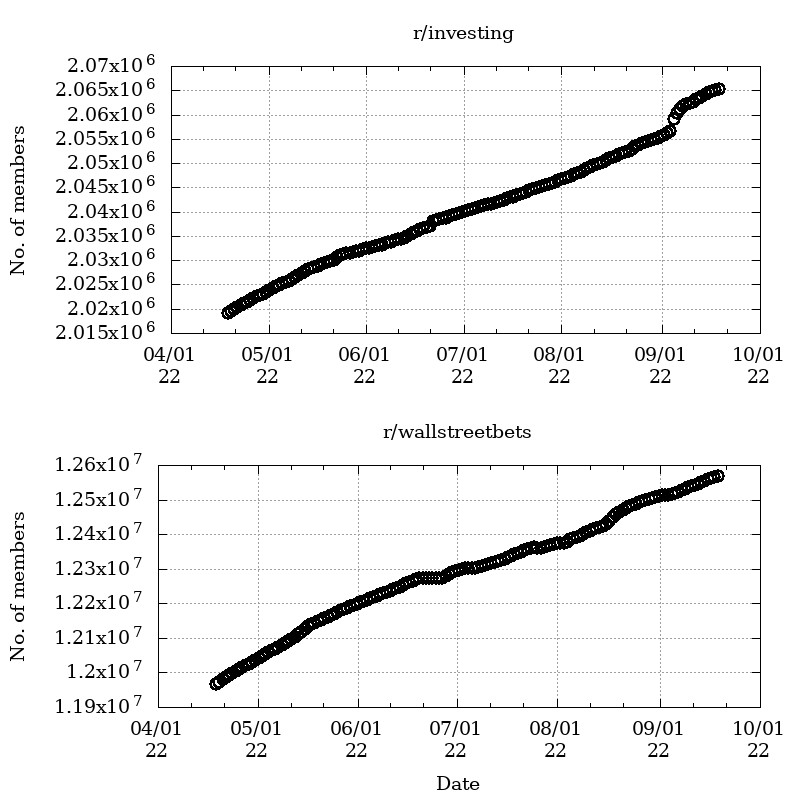 r/investing
No. of members
2.07x10^6
2.065x10^6
2.06x10^6
2.055x10^6
2.05x10^6
2.045x10^6
2.04x10^6
2.035x10^6
2.03x10^6
2.025x10^6
2.02x10^6
2.015x10^6
04/01 05/01 06/01 07/01 08/01 09/01 10/01
22 22 22 22 22 22 22
r/wallstreetbets
No. of members
1.26x10^7
1.25x10^7
1.24x10^7
1.23x10^7
1.22x10^7
1.21x10^7
1.2x10^7
1.19x10^7
04/01 05/01 06/01 07/01 08/01 09/01 10/01
22 22 22 22 22 22 22
Date